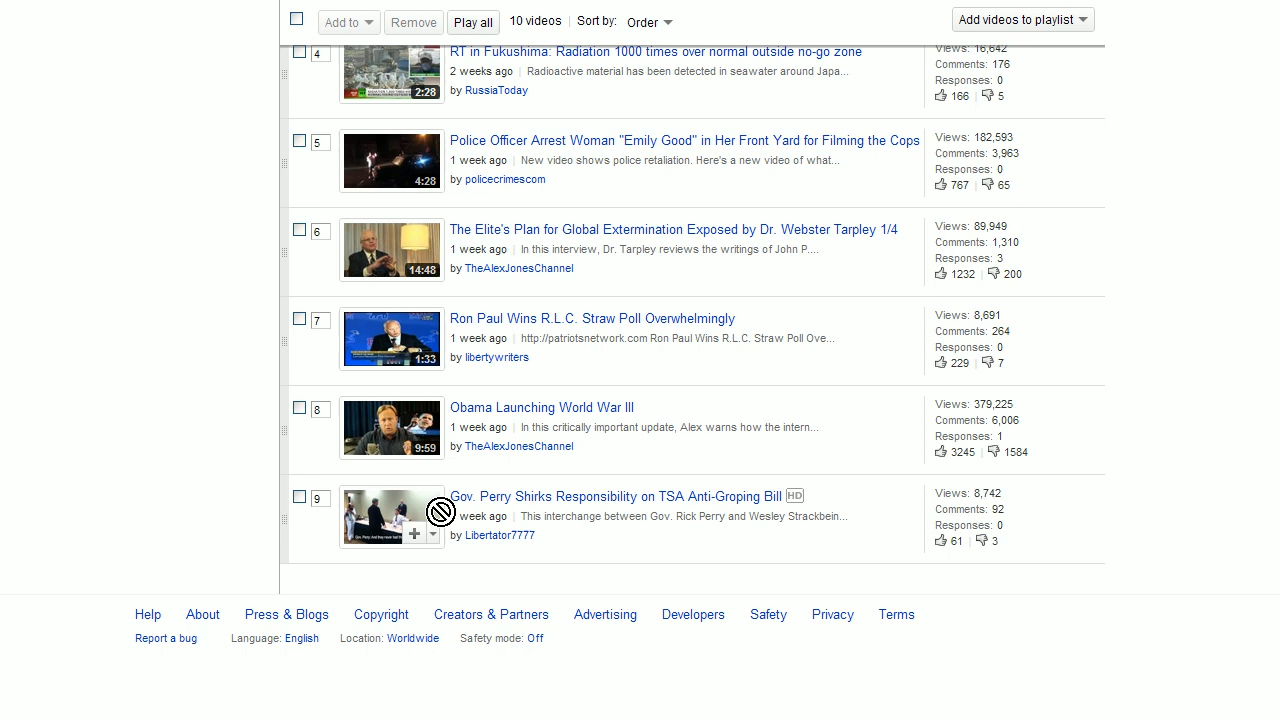 Add to Remove Play all 10 videos Sort by: Order Add videos to playlist
4 RT in Fukushima: Radiation 1000 times over normal outside no-go zone
2 weeks ago | Radioactive material has been detected in seawater around Japa...
by RussiaToday
2:28
Views: 16,642
Comments: 176
Responses: 0
166 | 5
5 Police Officer Arrest Woman "Emily Good" in Her Front Yard for Filming the Cops
1 week ago | New video shows police retaliation. Here's a new video of what...
by policecrimescom
4:28
Views: 182,593
Comments: 3,963
Responses: 0
767 | 65
6 The Elite's Plan for Global Extermination Exposed by Dr. Webster Tarpley 1/4
1 week ago | In this interview, Dr. Tarpley reviews the writings of John P....
by TheAlexJonesChannel
14:48
Views: 89,949
Comments: 1,310
Responses: 3
1232 | 200
7 Ron Paul Wins R.L.C. Straw Poll Overwhelmingly
1 week ago | http://patriotsnetwork.com Ron Paul Wins R.L.C. Straw Poll Ove...
by libertywriters
1:33
Views: 8,691
Comments: 264
Responses: 0
229 | 7
8 Obama Launching World War III
1 week ago | In this critically important update, Alex warns how the intern...
by TheAlexJonesChannel
9:59
Views: 379,225
Comments: 6,006
Responses: 1
3245 | 1584
9 Gov. Perry Shirks Responsibility on TSA Anti-Groping Bill HD
week ago | This interchange between Gov. Rick Perry and Wesley Strackbein...
by Libertator7777
Views: 8,742
Comments: 92
Responses: 0
61 | 3
Help About Press & Blogs Copyright Creators & Partners Advertising Developers Safety Privacy Terms
Report a bug Language: English Location: Worldwide Safety mode: Off